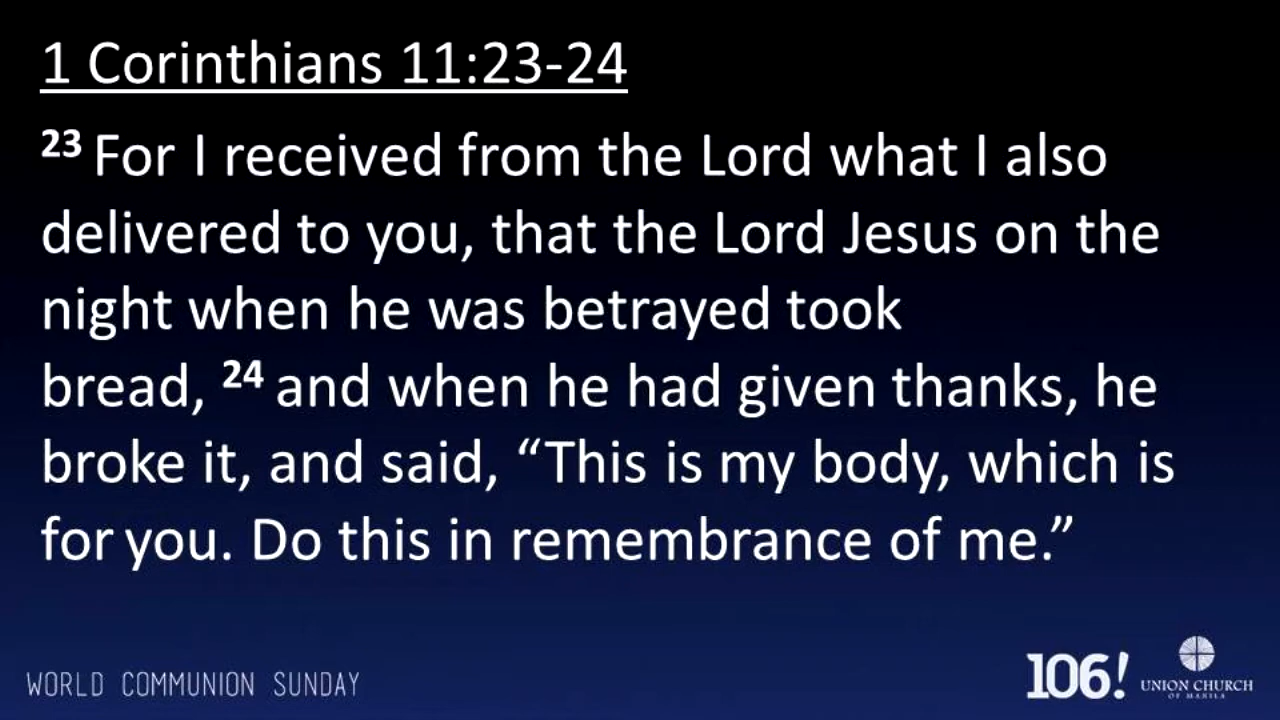 1 Corinthians 11:23-24
23 For I received from the Lord what I also
delivered to you, that the Lord Jesus on the
night when he was betrayed took
bread, 24 and when he had given thanks, he
broke it, and said, “This is my body, which is
for you. Do this in remembrance of me.”
WORLD COMMUNION SUNDAY
106!
UNION CHURCH
OF MANILA